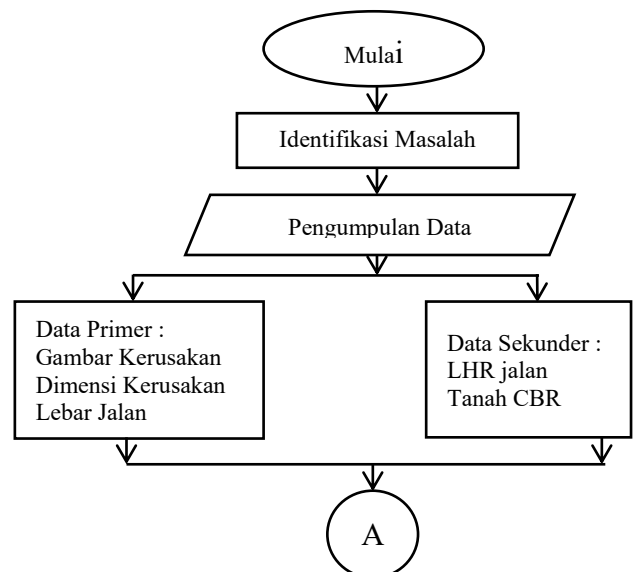 Mulai
Identifikasi Masalah
Pengumpulan Data
Data Primer :
Gambar Kerusakan
Dimensi Kerusakan
Lebar Jalan
Data Sekunder :
LHR jalan
Tanah CBR
A